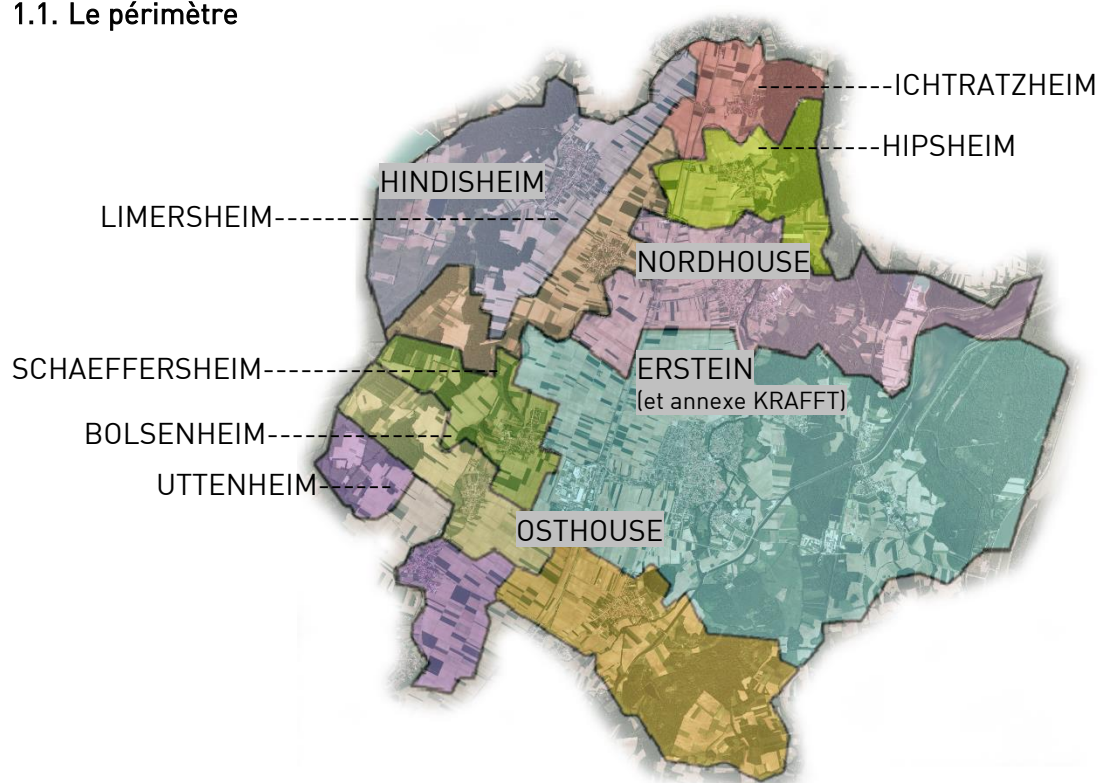 1.1. Le périmètre
ICHTRATZHEIM
HIPSHEIM
HINDISHEIM
LIMERSHEIM
NORDHOUSE
SCHAEFFERSHEIM
ERSTEIN
(et annexe KRAFFT)
BOLSENHEIM
UTTENHEIM
OSTHOUSE